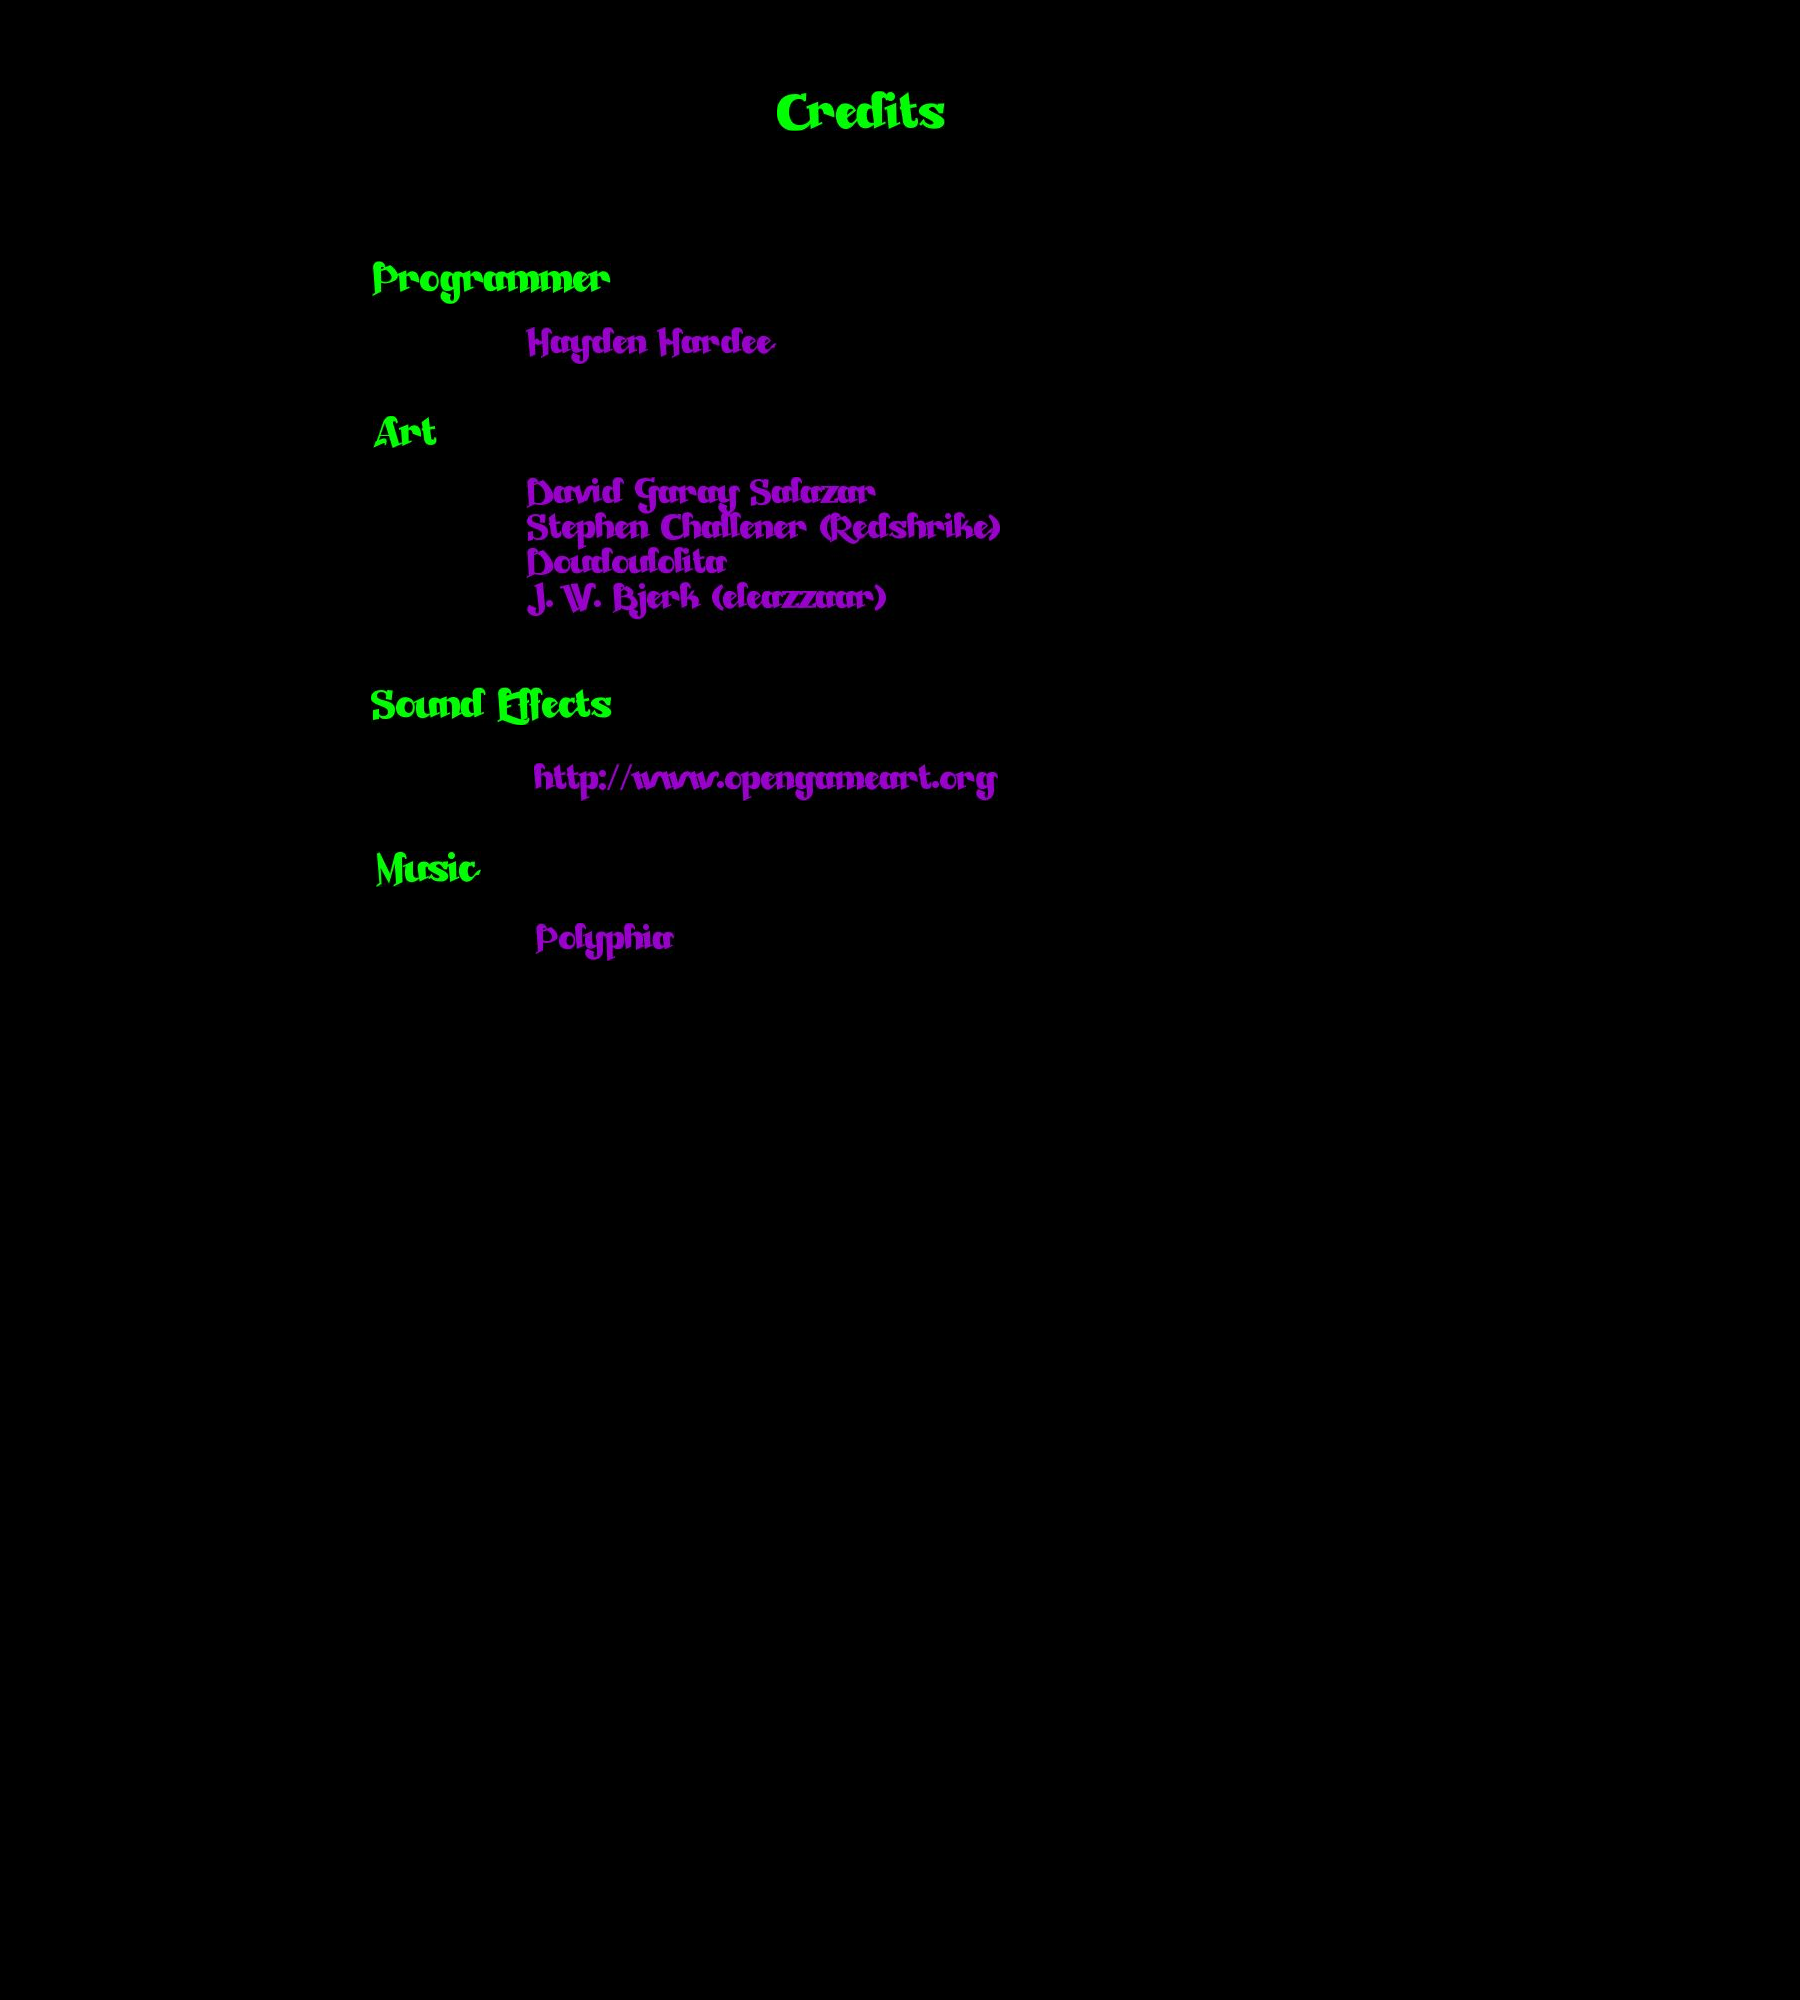 Credits
Programmer
Hayden Hardee
Art
David Garay Salazar
Stephen Challener (Redshrike)
Doudoulolita
J. W. Bjerk (eleazzaar)
Sound Effects
http://www.opengameart.org
Music
Polyphia